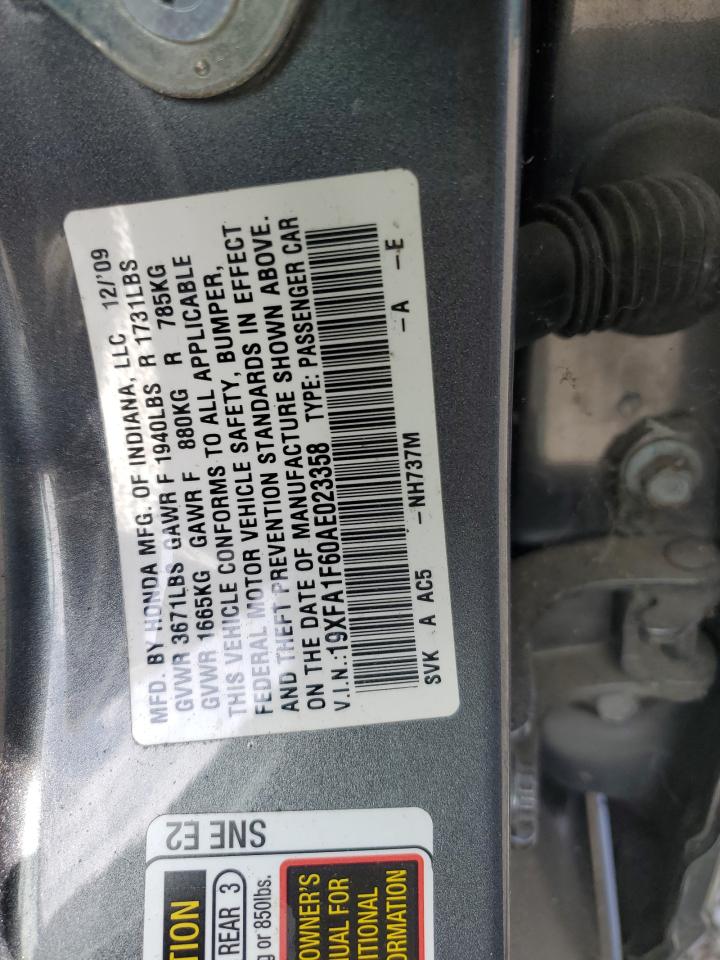 MFD. BY HONDA MFG. OF INDIANA, LLC 12/'09
GVWR 3671LBS GAWR F 1940LBS R 1731LBS
GVWR 1665KG GAWR F 880KG R 785KG
THIS VEHICLE CONFORMS TO ALL APPLICABLE
FEDERAL MOTOR VEHICLE SAFETY, BUMPER,
AND THEFT PREVENTION STANDARDS IN EFFECT
ON THE DATE OF MANUFACTURE SHOWN ABOVE.
V.I.N.:19XFA1F60AE023358 TYPE: PASSENGER CAR
SVK A AC5 -NH737M -A -E
SNE E2
TION
REAR 3
g or 850lbs.
OWNER'S
UAL FOR
ITIONAL
ORMATION